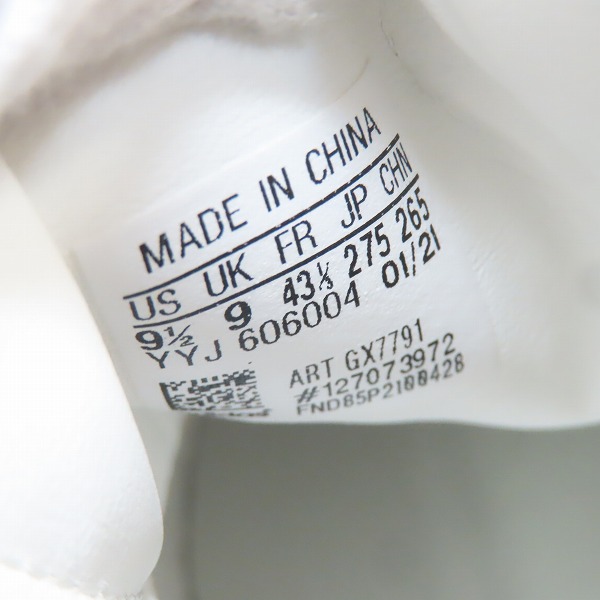 MADE IN CHINA
US UK FR JP CHN
9½ 9 43⅓ 275 265
YYJ 606004 01/21
ART GX7791
#127073972
FND85P2100428